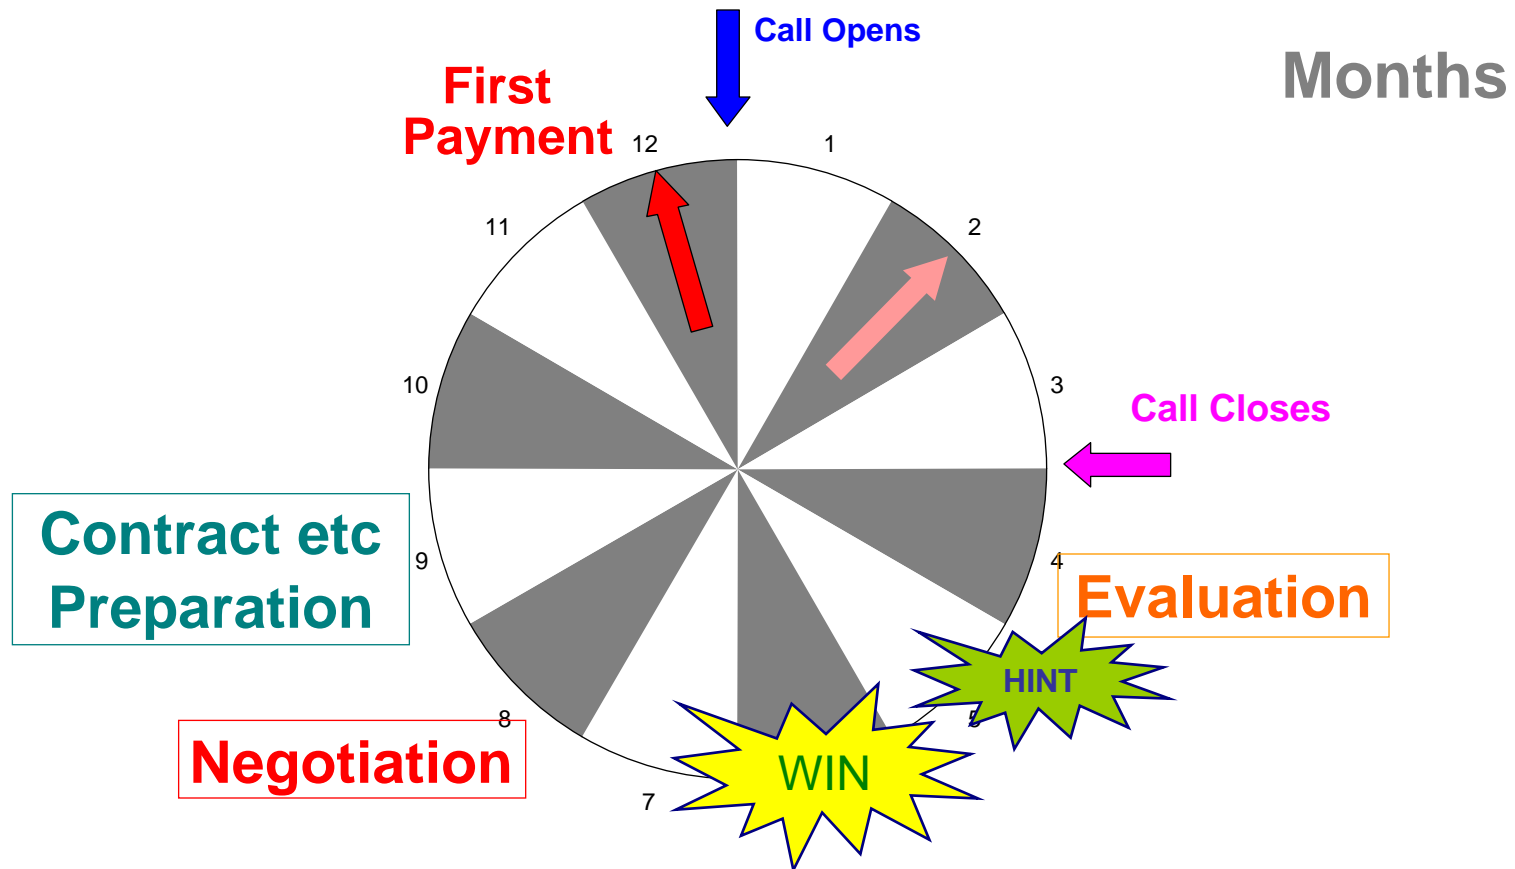 Call Opens
Months
First
Payment
12
1
11
2
10
3
Call Closes
Contract etc
Preparation
9
4
Evaluation
HINT
8
5
Negotiation
WIN
7